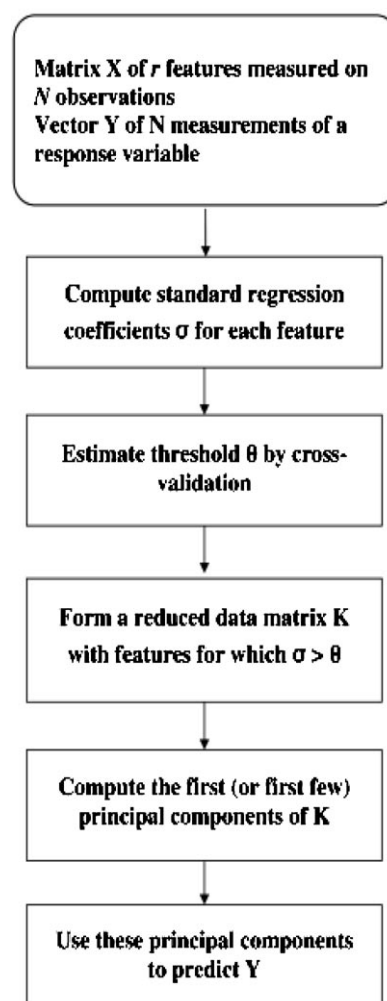 Matrix X of r features measured on
N observations
Vector Y of N measurements of a
response variable
Compute standard regression
coefficients σ for each feature
Estimate threshold θ by cross-
validation
Form a reduced data matrix K
with features for which σ > θ
Compute the first (or first few)
principal components of K
Use these principal components
to predict Y